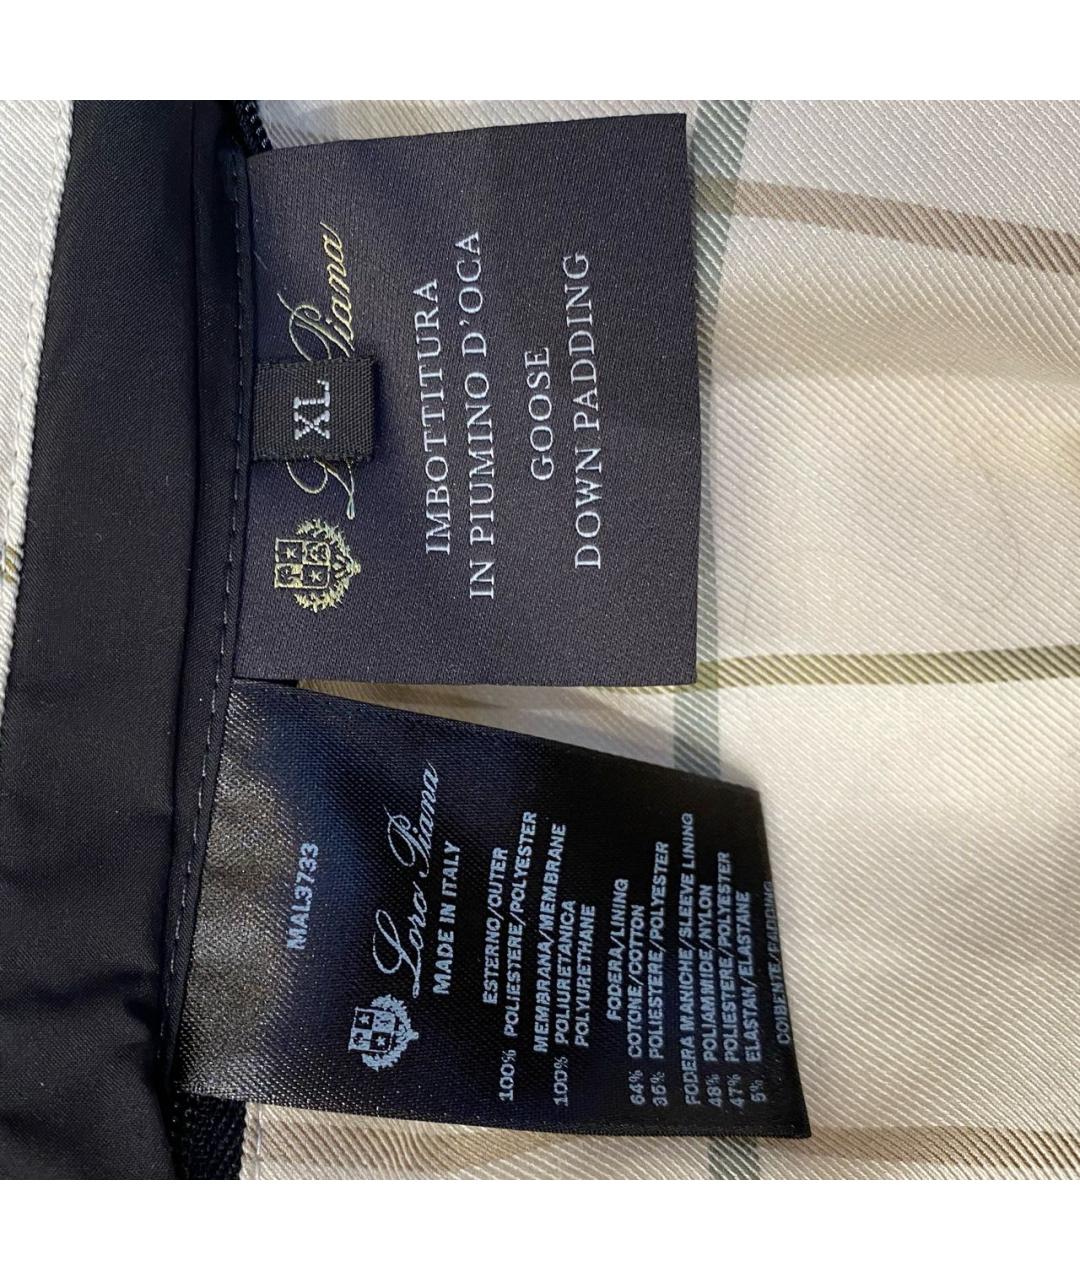 Loro Piana
XL
IMBOTTITURA
IN PIUMINO D'OCA
GOOSE
DOWN PADDING
MAL3733
Loro Piana
MADE IN ITALY
ESTERNO/OUTER
100% POLIESTERE/POLYESTER
MEMBRANA/MEMBRANE
100% POLIURETANICA
POLYURETHANE
FODERA/LINING
64% COTONE/COTTON
36% POLIESTERE/POLYESTER
FODERA MANICHE/SLEEVE LINING
48% POLIAMMIDE/NYLON
47% POLIESTERE/POLYESTER
5% ELASTAN/ELASTANE